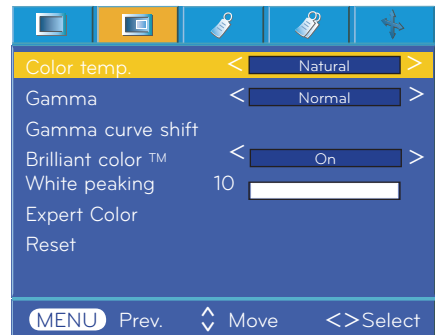 Color temp. < Natural >
Gamma < Normal >
Gamma curve shift
Brilliant color ™ < On >
White peaking 10
Expert Color
Reset
MENU Prev. Move <>Select